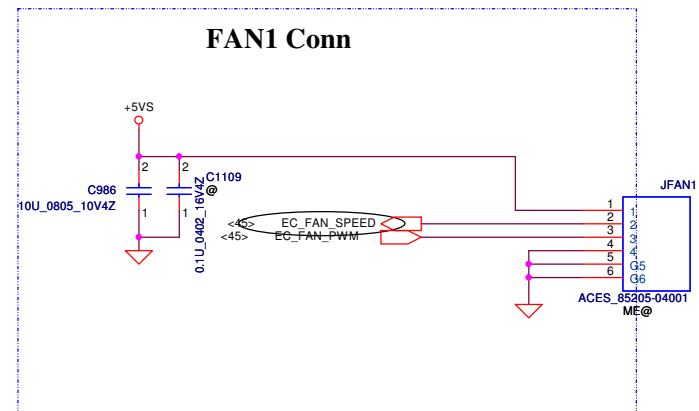 FAN1 Conn
+5VS
2
2
C986
C1109
@
10U_0805_10V4Z
0.1U_0402_16V4Z
1
1
<45>
EC_FAN_SPEED
<45>
EC_FAN_PWM
JFAN1
1
1
2
2
3
3
4
4
5
G5
6
G6
ACES_85205-04001
ME@